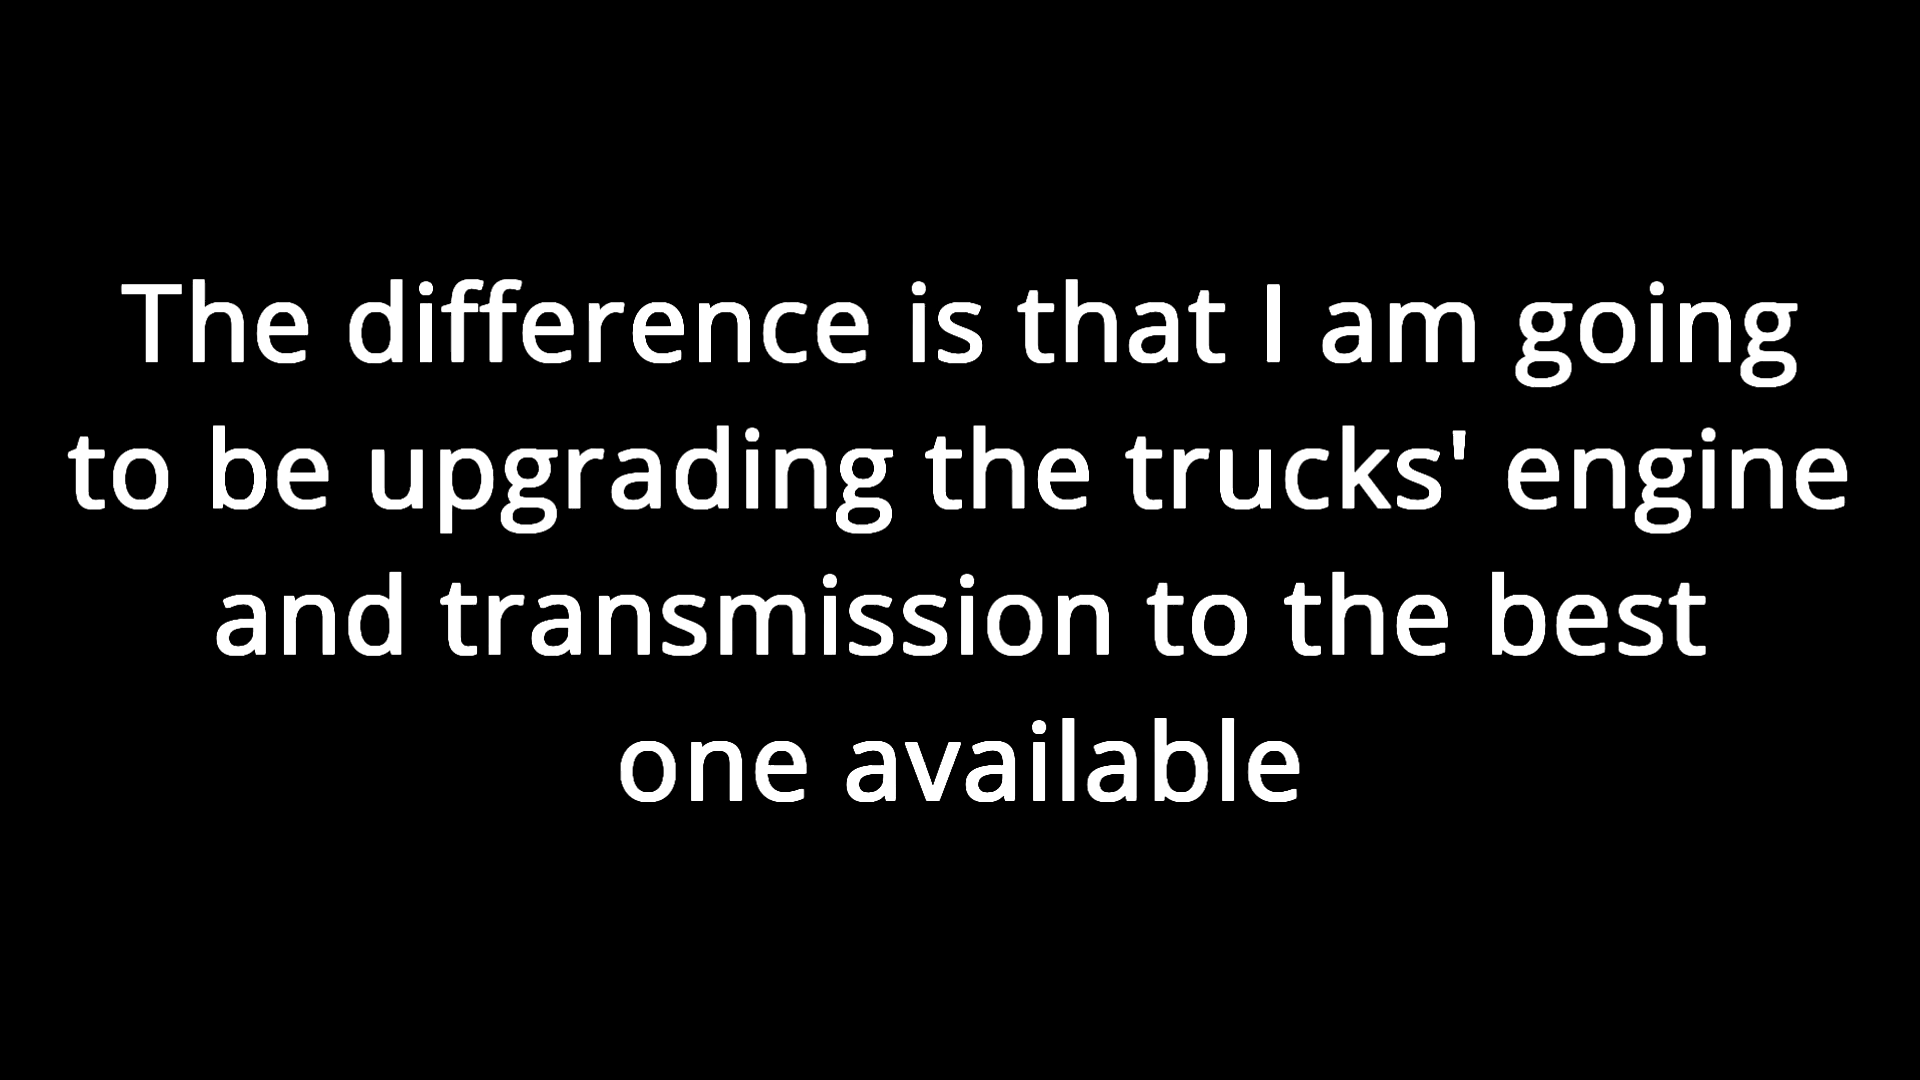 The difference is that I am going
to be upgrading the trucks' engine
and transmission to the best
one available